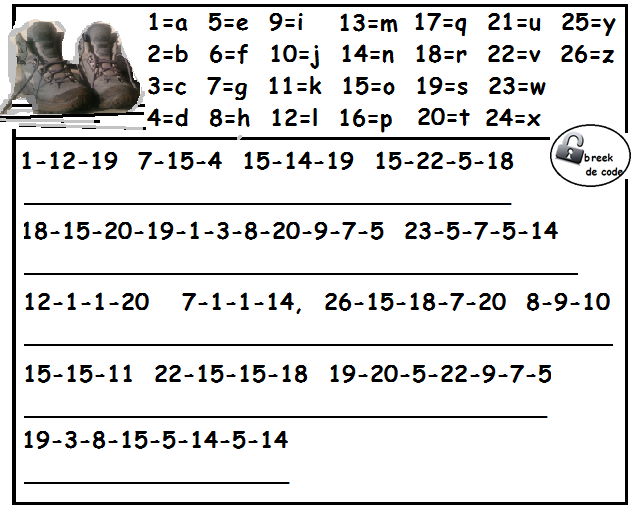 1=a 5=e 9=i 13=m 17=q 21=u 25=y
2=b 6=f 10=j 14=n 18=r 22=v 26=z
3=c 7=g 11=k 15=o 19=s 23=w
4=d 8=h 12=l 16=p 20=t 24=x
breek
de code
1-12-19 7-15-4 15-14-19 15-22-5-18
18-15-20-19-1-3-8-20-9-7-5 23-5-7-5-14
12-1-1-20 7-1-1-14, 26-15-18-7-20 8-9-10
15-15-11 22-15-15-18 19-20-5-22-9-7-5
19-3-8-15-5-14-5-14